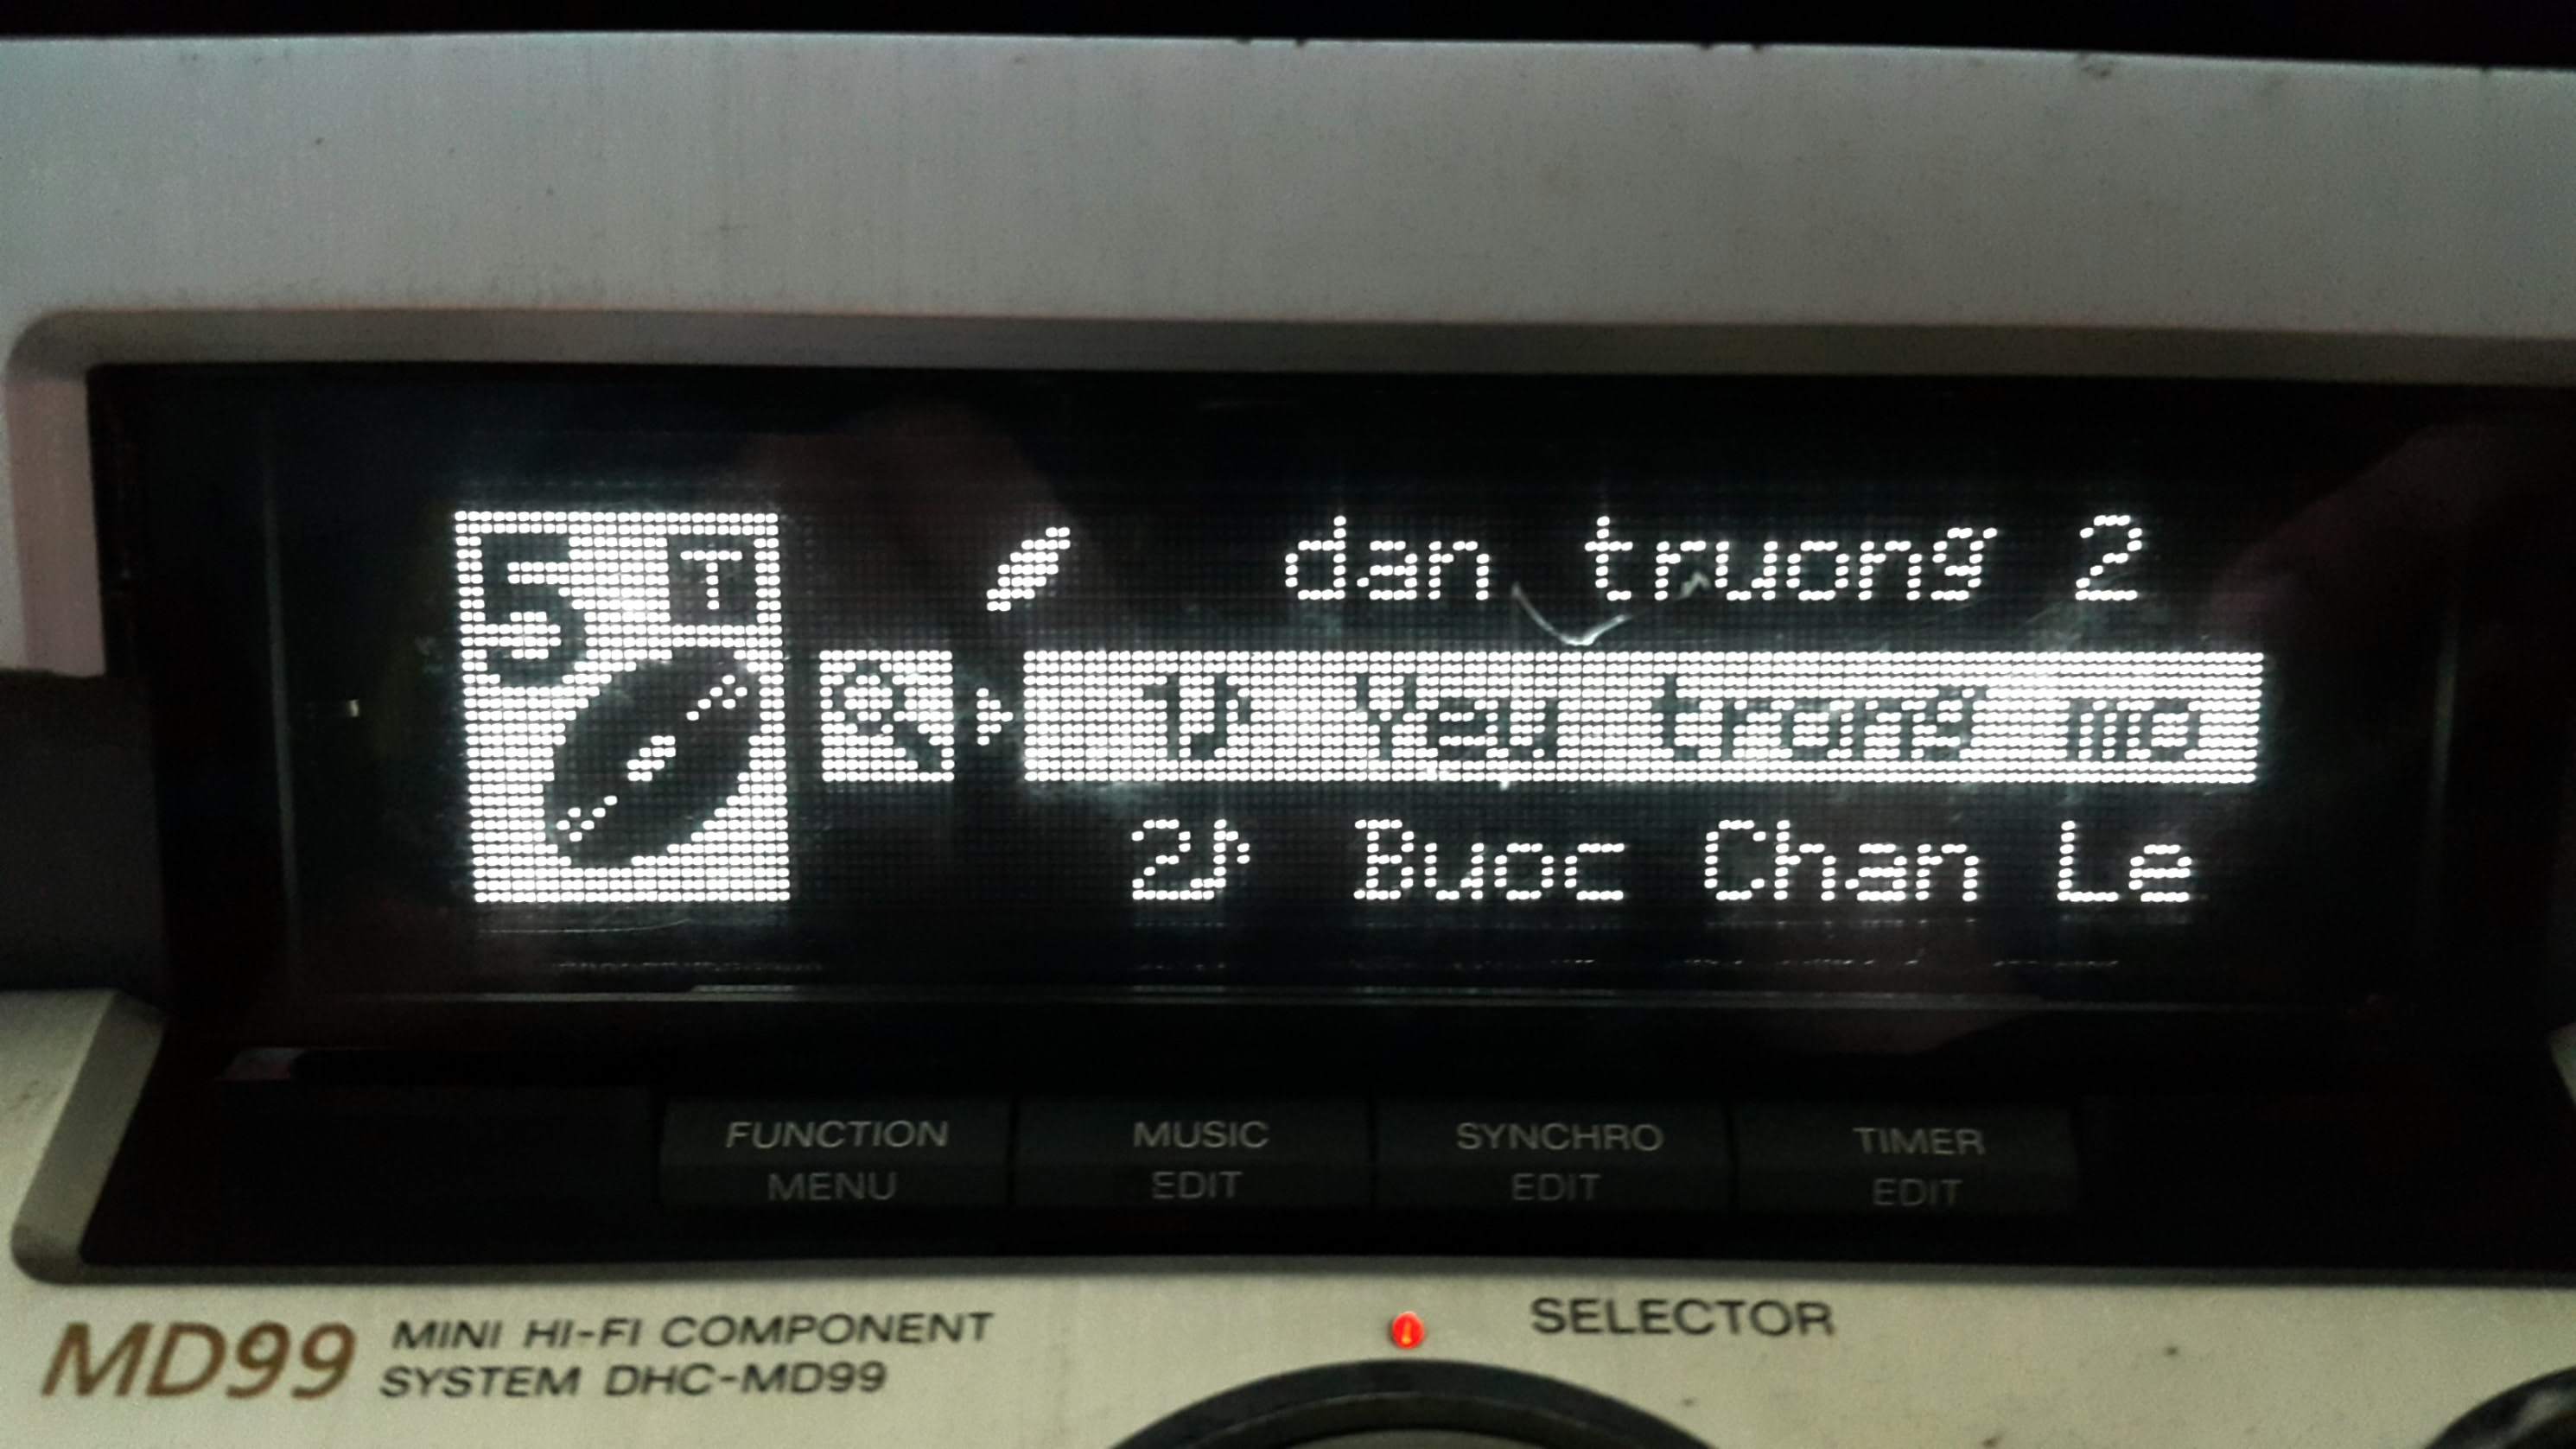 5 T
dan truong 2
1♪ Yeu trong mo
2♪ Buoc Chan Le
FUNCTION MUSIC SYNCHRO TIMER
MENU EDIT EDIT EDIT
MD99 MINI HI-FI COMPONENT
SYSTEM DHC-MD99
SELECTOR